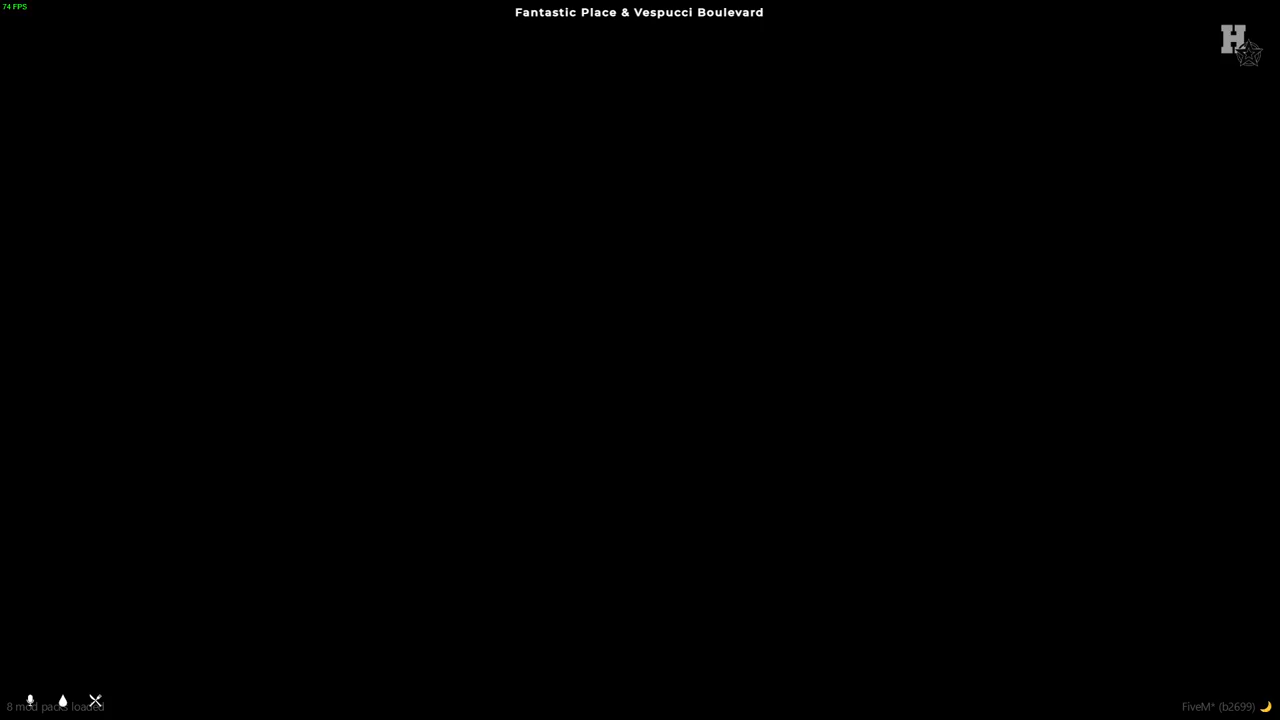 74 FPS
Fantastic Place & Vespucci Boulevard
H
8 mod packs loaded
FiveM* (b2699)